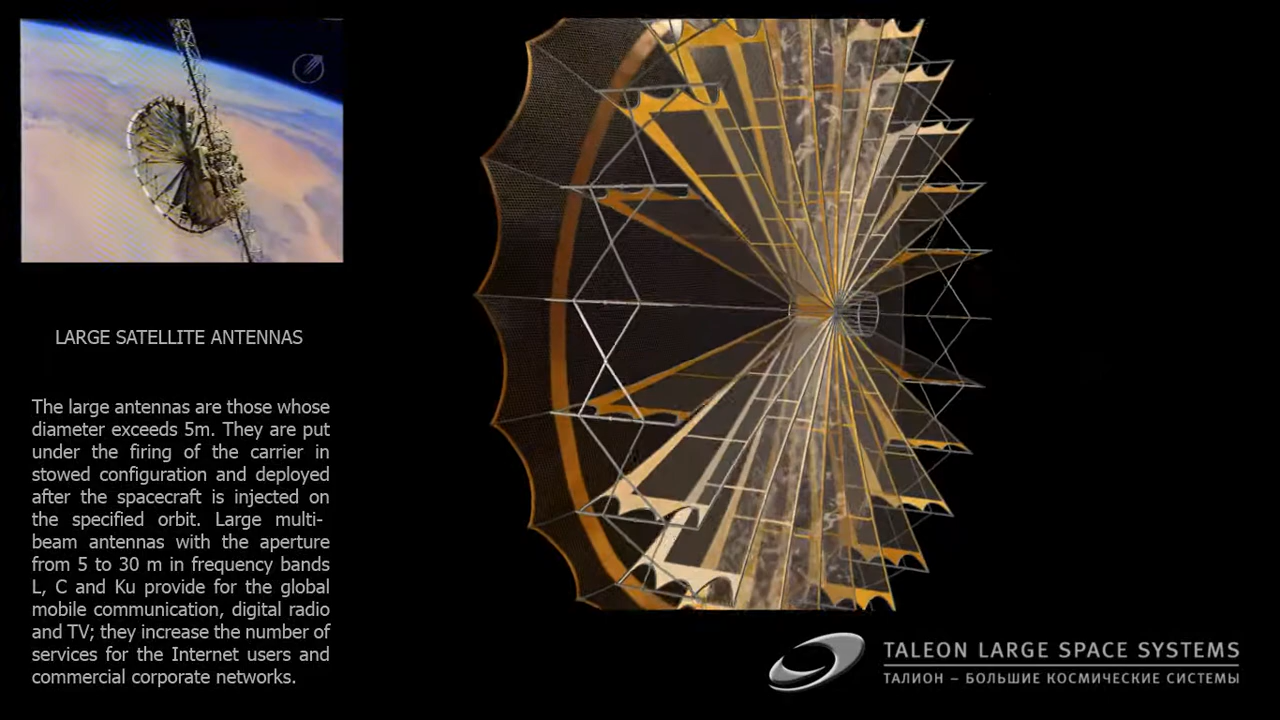 LARGE SATELLITE ANTENNAS
The large antennas are those whose
diameter exceeds 5m. They are put
under the firing of the carrier in
stowed configuration and deployed
after the spacecraft is injected on
the specified orbit. Large multi-
beam antennas with the aperture
from 5 to 30 m in frequency bands
L, C and Ku provide for the global
mobile communication, digital radio
and TV; they increase the number of
services for the Internet users and
commercial corporate networks.
TALEON LARGE SPACE SYSTEMS
ТАЛИОН – БОЛЬШИЕ КОСМИЧЕСКИЕ СИСТЕМЫ